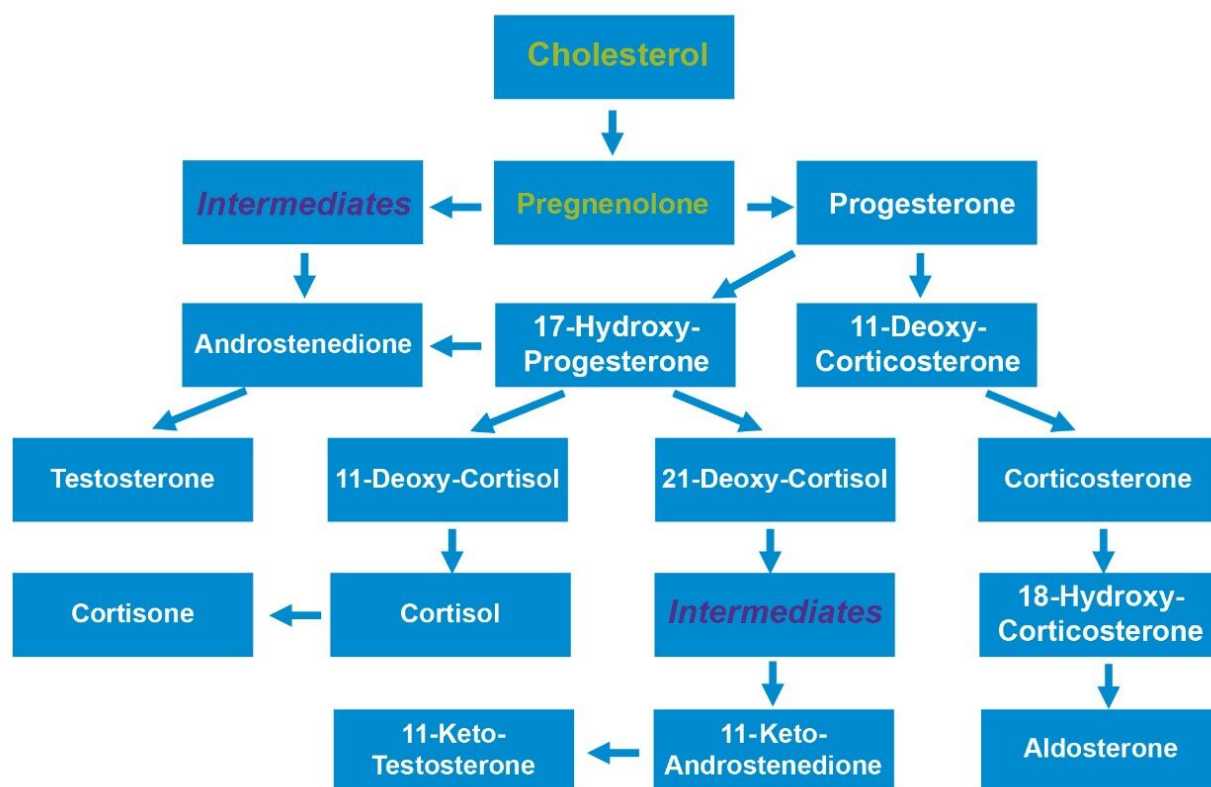 Cholesterol
Intermediates
Pregnenolone
Progesterone
Androstenedione
17-Hydroxy-
Progesterone
11-Deoxy-
Corticosterone
Testosterone
11-Deoxy-Cortisol
21-Deoxy-Cortisol
Corticosterone
Cortisone
Cortisol
Intermediates
18-Hydroxy-
Corticosterone
11-Keto-
Testosterone
11-Keto-
Androstenedione
Aldosterone